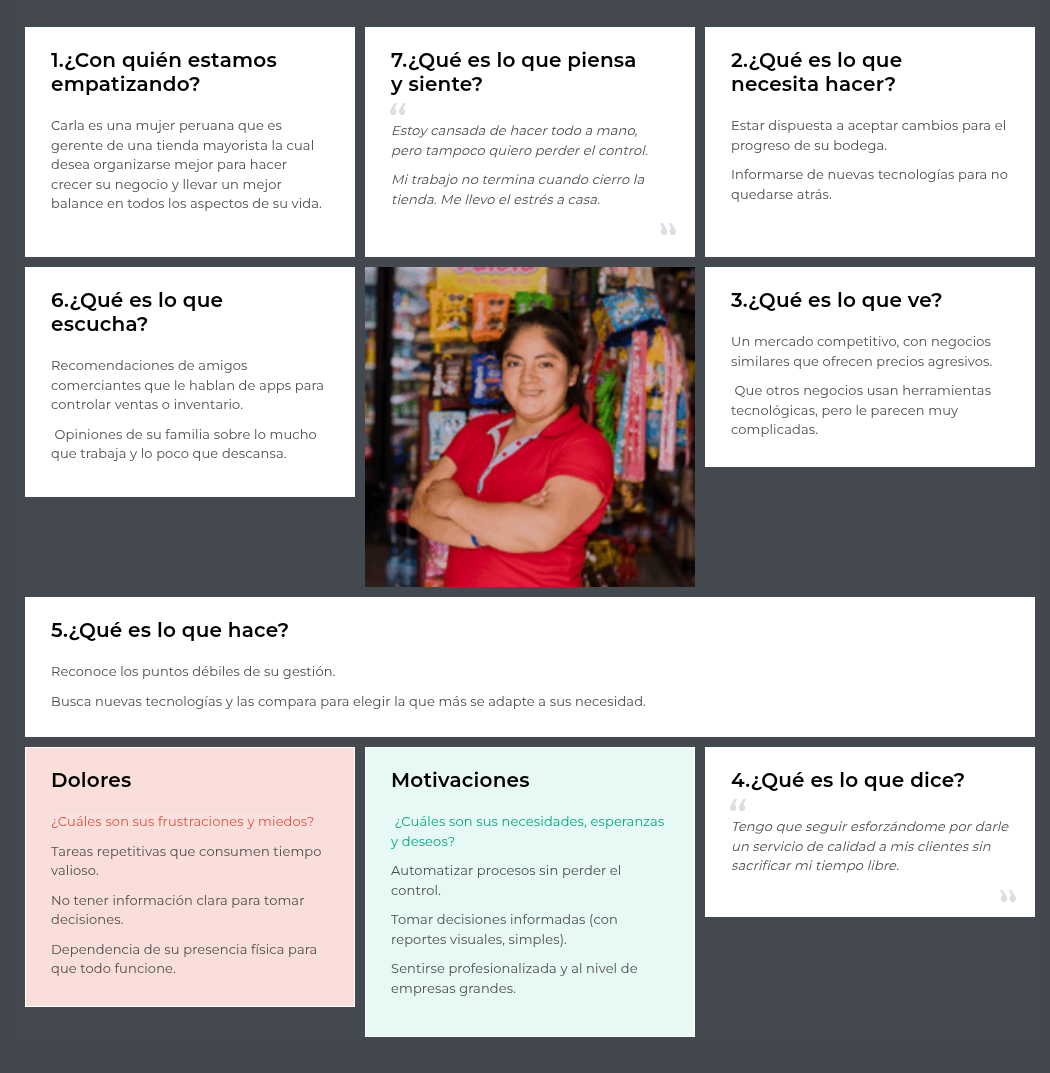 1.¿Con quién estamos
empatizando?
Carla es una mujer peruana que es
gerente de una tienda mayorista la cual
desea organizarse mejor para hacer
crecer su negocio y llevar un mejor
balance en todos los aspectos de su vida.
7.¿Qué es lo que piensa
y siente?
“
Estoy cansada de hacer todo a mano,
pero tampoco quiero perder el control.
Mi trabajo no termina cuando cierro la
tienda. Me llevo el estrés a casa.
”
2.¿Qué es lo que
necesita hacer?
Estar dispuesta a aceptar cambios para el
progreso de su bodega.
Informarse de nuevas tecnologías para no
quedarse atrás.
6.¿Qué es lo que
escucha?
Recomendaciones de amigos
comerciantes que le hablan de apps para
controlar ventas o inventario.
Opiniones de su familia sobre lo mucho
que trabaja y lo poco que descansa.
3.¿Qué es lo que ve?
Un mercado competitivo, con negocios
similares que ofrecen precios agresivos.
Que otros negocios usan herramientas
tecnológicas, pero le parecen muy
complicadas.
5.¿Qué es lo que hace?
Reconoce los puntos débiles de su gestión.
Busca nuevas tecnologías y las compara para elegir la que más se adapte a sus necesidad.
Dolores
¿Cuáles son sus frustraciones y miedos?
Tareas repetitivas que consumen tiempo
valioso.
No tener información clara para tomar
decisiones.
Dependencia de su presencia física para
que todo funcione.
Motivaciones
¿Cuáles son sus necesidades, esperanzas
y deseos?
Automatizar procesos sin perder el
control.
Tomar decisiones informadas (con
reportes visuales, simples).
Sentirse profesionalizada y al nivel de
empresas grandes.
4.¿Qué es lo que dice?
“
Tengo que seguir esforzándome por darle
un servicio de calidad a mis clientes sin
sacrificar mi tiempo libre.
”